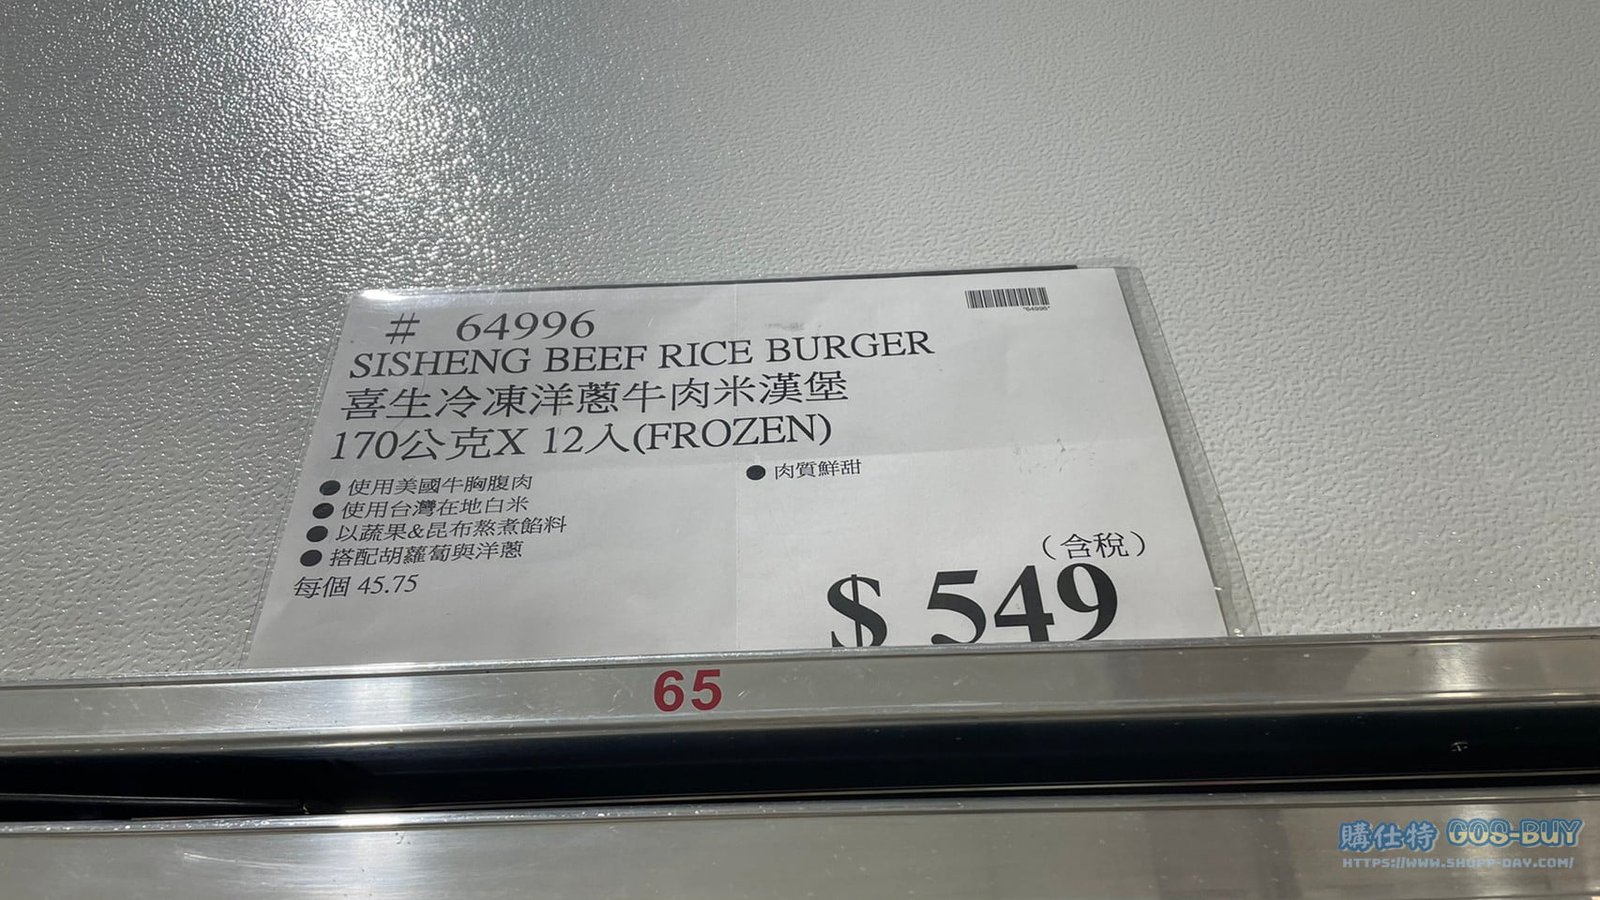 # 64996
"64996"
SISHENG BEEF RICE BURGER
喜生冷凍洋蔥牛肉米漢堡
170公克X 12入(FROZEN)
● 使用美國牛胸腹肉
● 使用台灣在地白米
● 以蔬果&昆布熬煮餡料
● 搭配胡蘿蔔與洋蔥
每個 45.75
● 肉質鮮甜
（含稅）
$ 549
65
購仕特 GOS-BUY
HTTPS://WWW.SHOPP-DAY.COM/